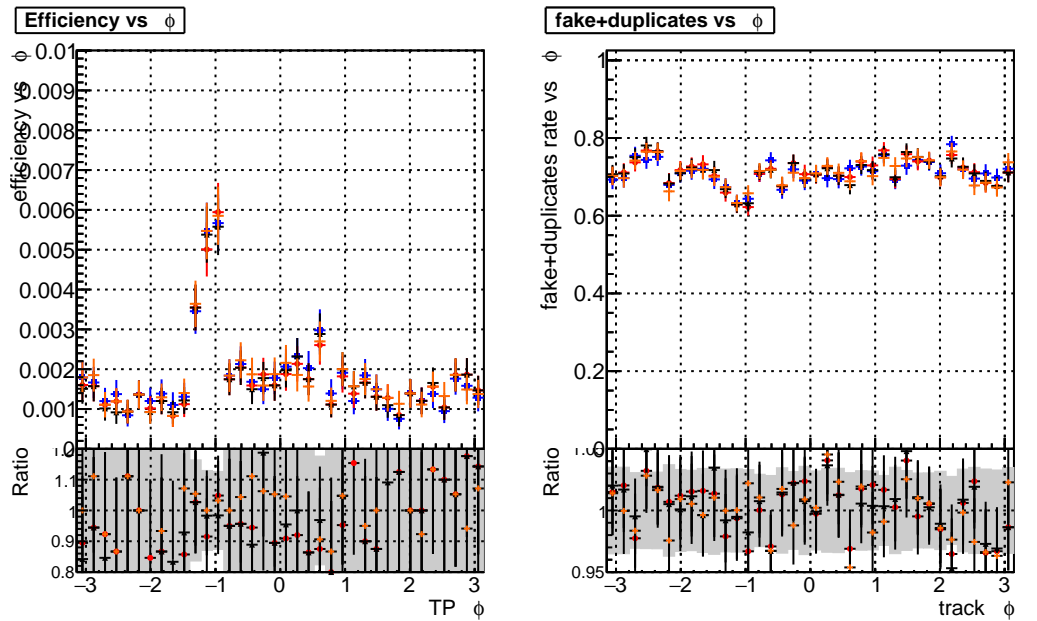 Efficiency vs ϕ
efficiency vs ϕ
0.01
0.009
0.008
0.007
0.006
0.005
0.004
0.003
0.002
0.001
0
Ratio
1.1
1
0.9
0.8
−3 −2 −1 0 1 2 3
TP ϕ
fake+duplicates vs ϕ
fake+duplicates rate vs ϕ
1
0.8
0.6
0.4
0.2
0
Ratio
1
0.95
−3 −2 −1 0 1 2 3
track ϕ